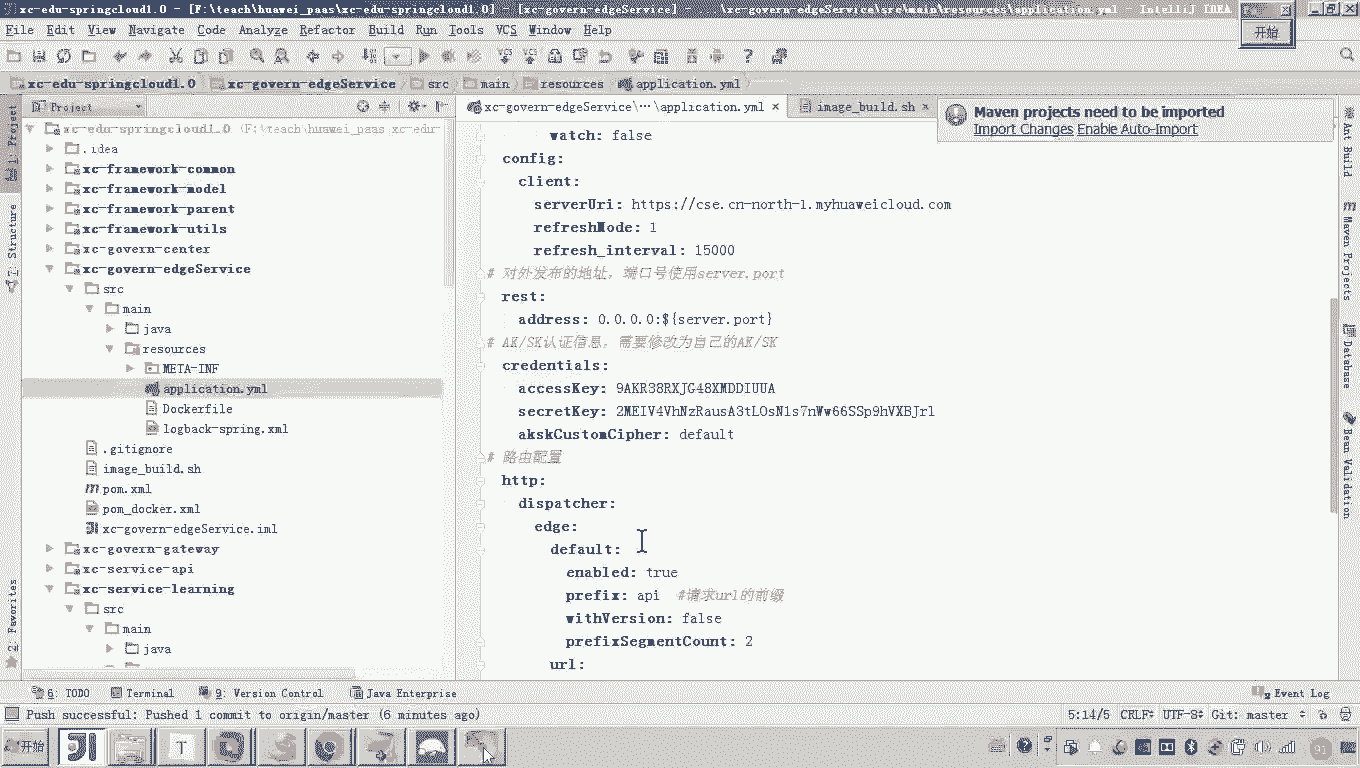 xc-edu-springcloud1.0 - [F:\teach\huawei_paas\xc-edu-springcloud1.0] - [xc-govern-edgeService] - ...\xc-govern-edgeService\src\main\resources\application.yml - IntelliJ IDEA
开始
File Edit View Navigate Code Analyze Refactor Build Run Tools VCS Window Help
xc-edu-springcloud1.0 xc-govern-edgeService src main resources application.yml
Project
xc-govern-edgeService\...\application.yml
image_build.sh
Maven projects need to be imported
Import Changes Enable Auto-Import
1: Project
7: Structure
2: Favorites
xc-edu-springcloud1.0 (F:\teach\huawei_paas\xc-edu-
.idea
xc-framework-common
xc-framework-model
xc-framework-parent
xc-framework-utils
xc-govern-center
xc-govern-edgeService
src
main
java
resources
META-INF
application.yml
Dockerfile
logback-spring.xml
.gitignore
image_build.sh
pom.xml
pom_docker.xml
xc-govern-edgeService.iml
xc-govern-gateway
xc-service-api
xc-service-learning
src
main
java
watch: false
config:
client:
serverUri: https://cse.cn-north-1.myhuaweicloud.com
refreshMode: 1
refresh_interval: 15000
# 对外发布的地址，端口号使用server.port
rest:
address: 0.0.0.0:${server.port}
# AK/SK认证信息，需要修改为自己的AK/SK
credentials:
accessKey: 9AKR38RXJG48XMDDIUUA
secretKey: 2MEIV4VhNzRausA3tLOsN1s7nWw66SSp9hVXBJrl
akskCustomCipher: default
# 路由配置
http:
dispatcher:
edge:
default:
enabled: true
prefix: api #请求url的前缀
withVersion: false
prefixSegmentCount: 2
url:
Ant Build
Maven Projects
Database
Bean Validation
6: TODO Terminal 9: Version Control Java Enterprise
Event Log
Push successful: Pushed 1 commit to origin/master (6 minutes ago)
5:14/5 CRLF UTF-8 Git: master
开始